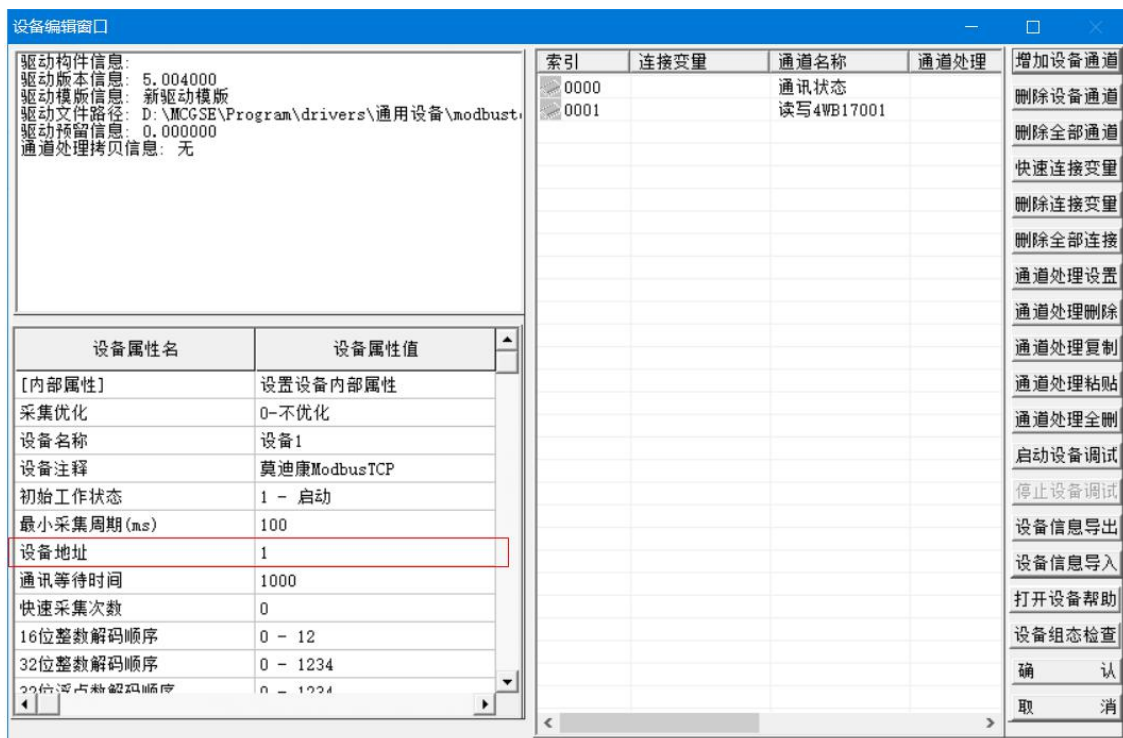 设备编辑窗口
驱动构件信息:
驱动版本信息: 5.004000
驱动模版信息: 新驱动模版
驱动文件路径: D:\MCGSE\Program\drivers\通用设备\modbust
驱动预留信息: 0.000000
通道处理拷贝信息: 无
设备属性名 设备属性值
[内部属性] 设置设备内部属性
采集优化 0-不优化
设备名称 设备1
设备注释 莫迪康ModbusTCP
初始工作状态 1 - 启动
最小采集周期(ms) 100
设备地址 1
通讯等待时间 1000
快速采集次数 0
16位整数解码顺序 0 - 12
32位整数解码顺序 0 - 1234
32位浮点数解码顺序 0 - 1234
索引 连接变量 通道名称 通道处理
0000 通讯状态
0001 读写4WB17001
增加设备通道
删除设备通道
删除全部通道
快速连接变量
删除连接变量
删除全部连接
通道处理设置
通道处理删除
通道处理复制
通道处理粘贴
通道处理全删
启动设备调试
停止设备调试
设备信息导出
设备信息导入
打开设备帮助
设备组态检查
确 认
取 消